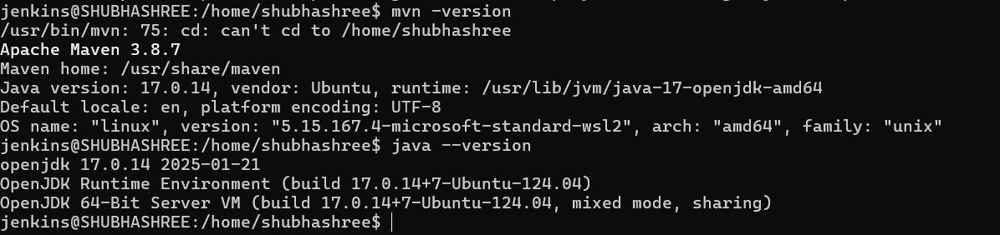 jenkins@SHUBHASHREE:/home/shubhashree$ mvn -version
/usr/bin/mvn: 75: cd: can't cd to /home/shubhashree
Apache Maven 3.8.7
Maven home: /usr/share/maven
Java version: 17.0.14, vendor: Ubuntu, runtime: /usr/lib/jvm/java-17-openjdk-amd64
Default locale: en, platform encoding: UTF-8
OS name: "linux", version: "5.15.167.4-microsoft-standard-wsl2", arch: "amd64", family: "unix"
jenkins@SHUBHASHREE:/home/shubhashree$ java --version
openjdk 17.0.14 2025-01-21
OpenJDK Runtime Environment (build 17.0.14+7-Ubuntu-124.04)
OpenJDK 64-Bit Server VM (build 17.0.14+7-Ubuntu-124.04, mixed mode, sharing)
jenkins@SHUBHASHREE:/home/shubhashree$